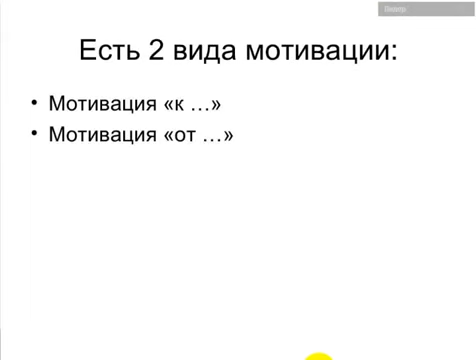 Есть 2 вида мотивации:
• Мотивация «к …»
• Мотивация «от …»